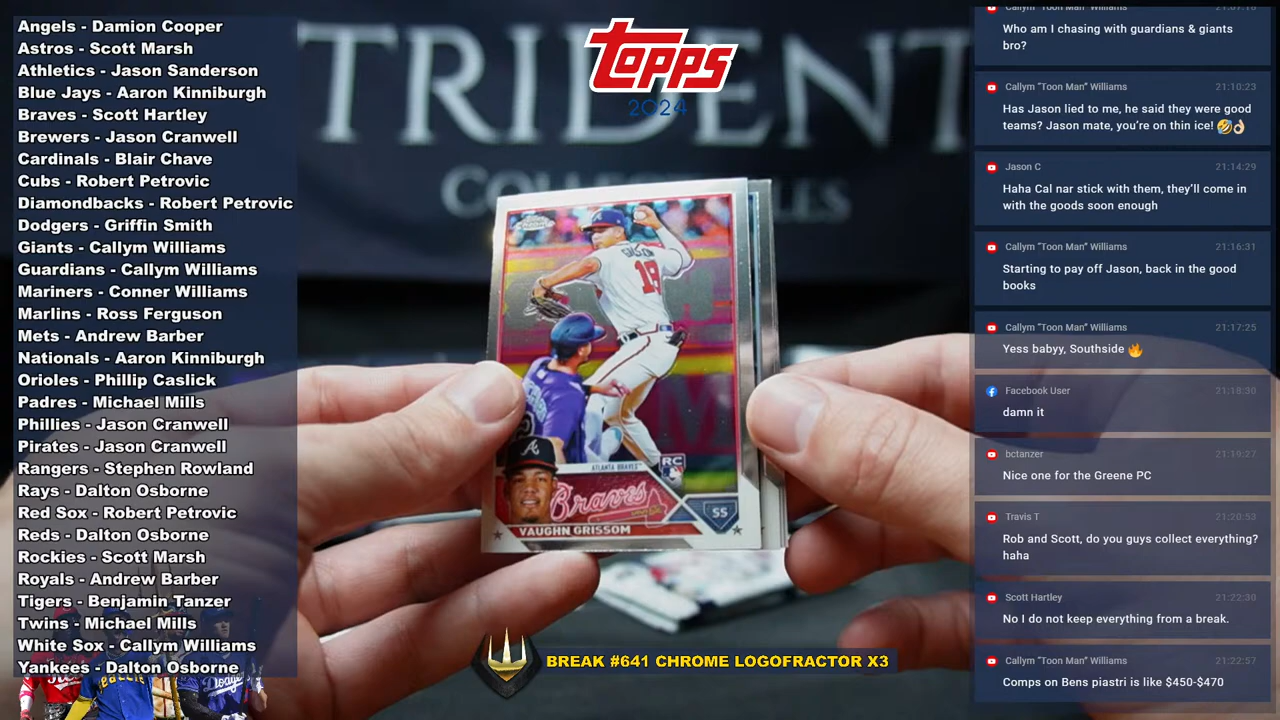 Angels - Damion Cooper
Astros - Scott Marsh
Athletics - Jason Sanderson
Blue Jays - Aaron Kinniburgh
Braves - Scott Hartley
Brewers - Jason Cranwell
Cardinals - Blair Chave
Cubs - Robert Petrovic
Diamondbacks - Robert Petrovic
Dodgers - Griffin Smith
Giants - Callym Williams
Guardians - Callym Williams
Mariners - Conner Williams
Marlins - Ross Ferguson
Mets - Andrew Barber
Nationals - Aaron Kinniburgh
Orioles - Phillip Caslick
Padres - Michael Mills
Phillies - Jason Cranwell
Pirates - Jason Cranwell
Rangers - Stephen Rowland
Rays - Dalton Osborne
Red Sox - Robert Petrovic
Reds - Dalton Osborne
Rockies - Scott Marsh
Royals - Andrew Barber
Tigers - Benjamin Tanzer
Twins - Michael Mills
White Sox - Callym Williams
Yankees - Dalton Osborne
TRIDENT
topps
2024
19
ATLANTA BRAVES
RC
Braves
SS
VAUGHN GRISSOM
BREAK #641 CHROME LOGOFRACTOR X3
Callym "Toon Man" Williams 21:07:16
Who am I chasing with guardians & giants
bro?
Callym "Toon Man" Williams 21:10:23
Has Jason lied to me, he said they were good
teams? Jason mate, you're on thin ice! 🤣👌🏻
Jason C 21:14:29
Haha Cal nar stick with them, they'll come in
with the goods soon enough
Callym "Toon Man" Williams 21:16:31
Starting to pay off Jason, back in the good
books
Callym "Toon Man" Williams 21:17:25
Yess babyy, Southside 🔥
Facebook User 21:18:30
damn it
bctanzer 21:19:27
Nice one for the Greene PC
Travis T 21:20:53
Rob and Scott, do you guys collect everything?
haha
Scott Hartley 21:22:30
No I do not keep everything from a break.
Callym "Toon Man" Williams 21:22:57
Comps on Bens piastri is like $450-$470